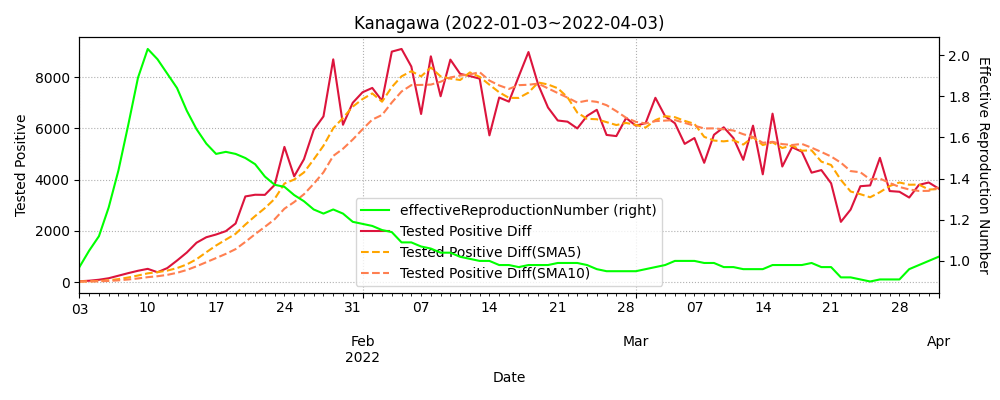 Kanagawa (2022-01-03~2022-04-03)
Tested Positive
8000
6000
4000
2000
0
2.0
1.8
1.6
1.4
1.2
1.0
Effective Reproduction Number
effectiveReproductionNumber (right)
Tested Positive Diff
Tested Positive Diff(SMA5)
Tested Positive Diff(SMA10)
03 10 17 24 31 07 14 21 28 07 14 21 28
Feb Mar Apr
2022
Date